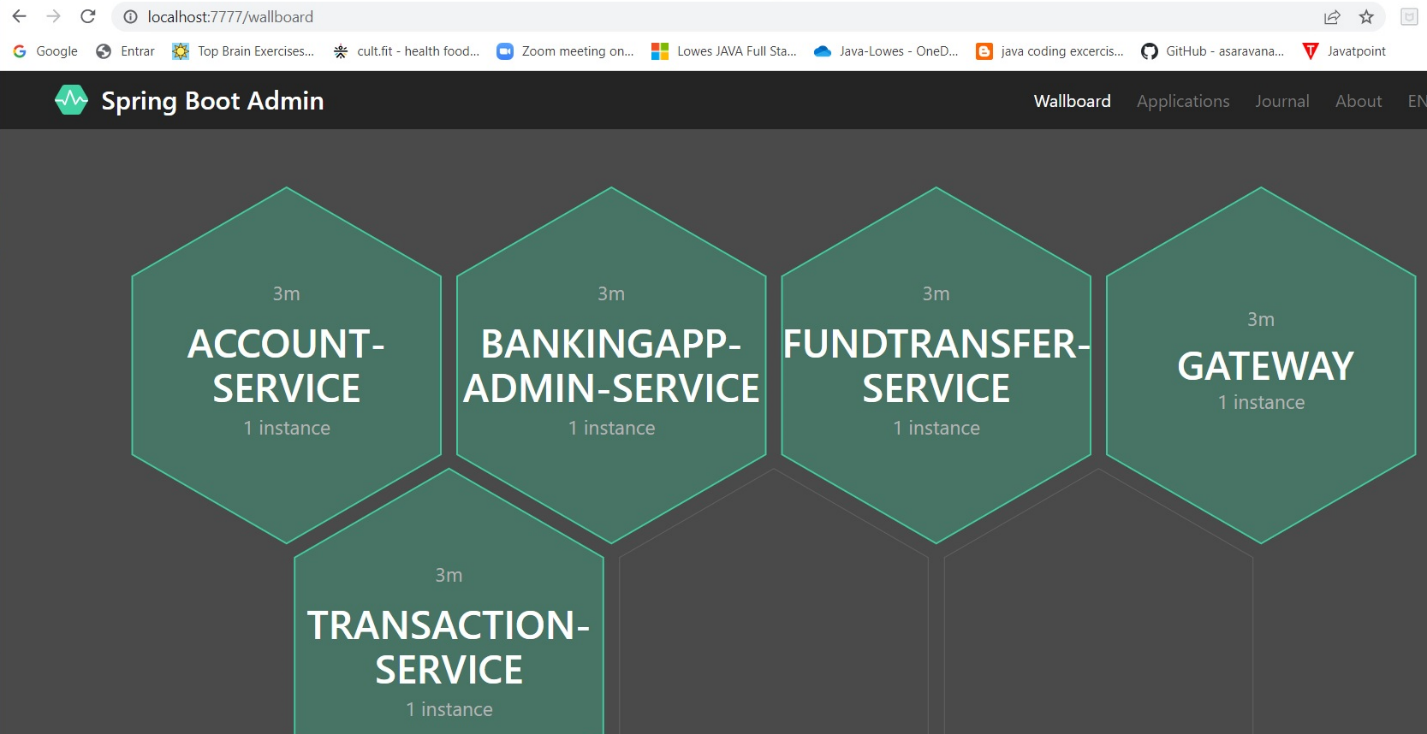 localhost:7777/wallboard
Google Entrar Top Brain Exercises... cult.fit - health food... Zoom meeting on... Lowes JAVA Full Sta... Java-Lowes - OneD... java coding excercis... GitHub - asaravana... Javatpoint
Spring Boot Admin Wallboard Applications Journal About EN
3m
ACCOUNT-
SERVICE
1 instance
3m
BANKINGAPP-
ADMIN-SERVICE
1 instance
3m
FUNDTRANSFER-
SERVICE
1 instance
3m
GATEWAY
1 instance
3m
TRANSACTION-
SERVICE
1 instance